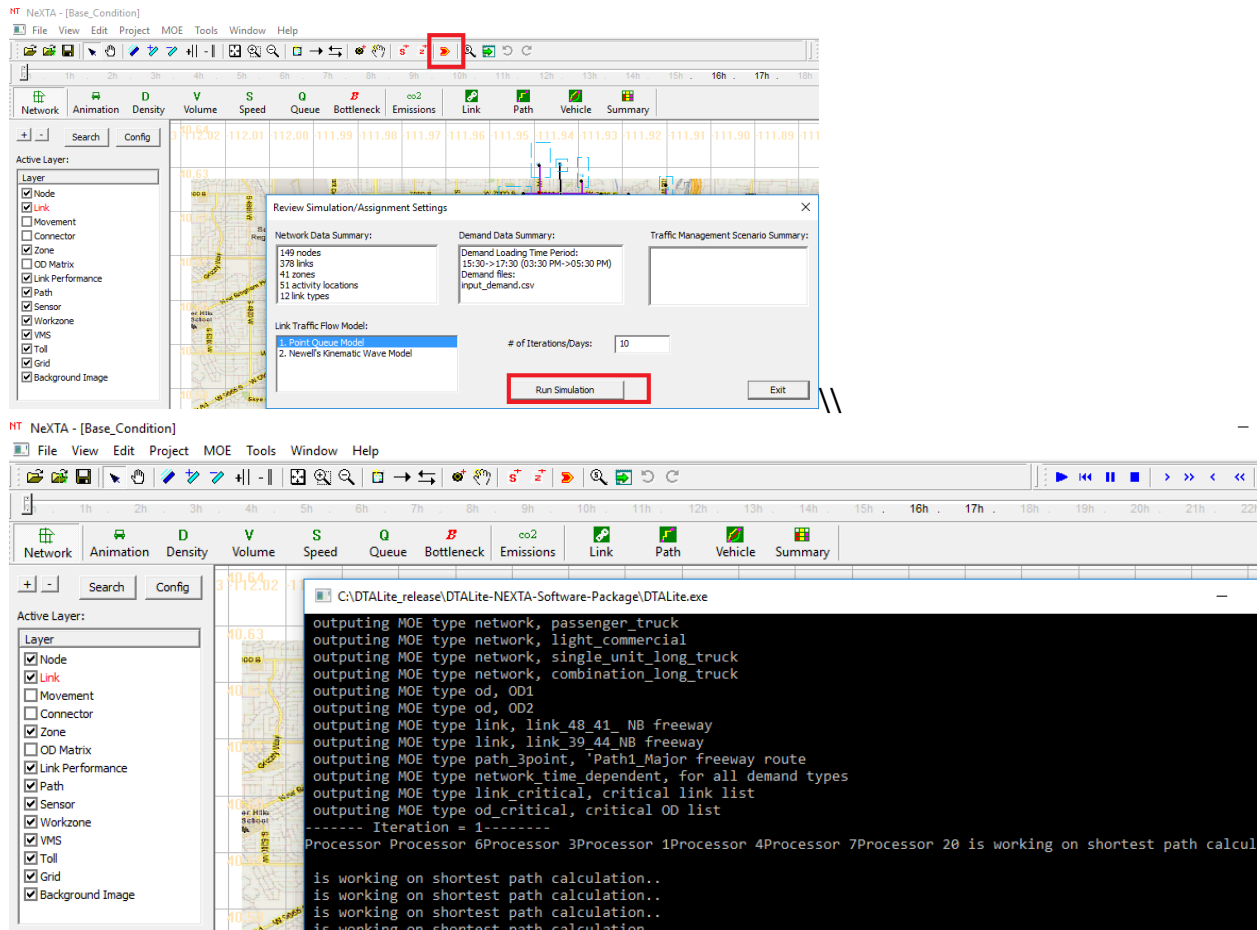 NT NeXTA - [Base_Condition]
File View Edit Project MOE Tools Window Help
1h 2h 3h 4h 5h 6h 7h 8h 9h 10h 11h 12h 13h 14h 15h 16h 17h 18h
Network Animation Density Volume Speed Queue Bottleneck Emissions Link Path Vehicle Summary
D V S Q B co2
+ - Search Config
112.02 -112.01 -112.00 -111.99 -111.98 -111.97 -111.96 -111.95 -111.94 -111.93 -111.92 -111.91 -111.90 -111.89 -111
Active Layer:
Layer
Node
Link
Movement
Connector
Zone
OD Matrix
Link Performance
Path
Sensor
Workzone
VMS
Toll
Grid
Background Image
Review Simulation/Assignment Settings
Network Data Summary:
149 nodes
378 links
41 zones
51 activity locations
12 link types
Demand Data Summary:
Demand Loading Time Period:
15:30->17:30 (03:30 PM->05:30 PM)
Demand files:
input_demand.csv
Traffic Management Scenario Summary:
Link Traffic Flow Model:
1. Point Queue Model
2. Newell's Kinematic Wave Model
# of Iterations/Days: 10
Run Simulation
Exit
\\
NT NeXTA - [Base_Condition]
File View Edit Project MOE Tools Window Help
1h 2h 3h 4h 5h 6h 7h 8h 9h 10h 11h 12h 13h 14h 15h 16h 17h 18h 19h 20h 21h 22h
D V S Q B co2
Network Animation Density Volume Speed Queue Bottleneck Emissions Link Path Vehicle Summary
+ - Search Config
Active Layer:
Layer
Node
Link
Movement
Connector
Zone
OD Matrix
Link Performance
Path
Sensor
Workzone
VMS
Toll
Grid
Background Image
C:\DTALite_release\DTALite-NEXTA-Software-Package\DTALite.exe
outputing MOE type network, passenger_truck
outputing MOE type network, light_commercial
outputing MOE type network, single_unit_long_truck
outputing MOE type network, combination_long_truck
outputing MOE type od, OD1
outputing MOE type od, OD2
outputing MOE type link, link_48_41_ NB freeway
outputing MOE type link, link_39_44_NB freeway
outputing MOE type path_3point, 'Path1_Major freeway route
outputing MOE type network_time_dependent, for all demand types
outputing MOE type link_critical, critical link list
outputing MOE type od_critical, critical OD list
------- Iteration = 1--------
Processor Processor 6Processor 3Processor 1Processor 4Processor 7Processor 20 is working on shortest path calcul
is working on shortest path calculation..
is working on shortest path calculation..
is working on shortest path calculation..
is working on shortest path calculation